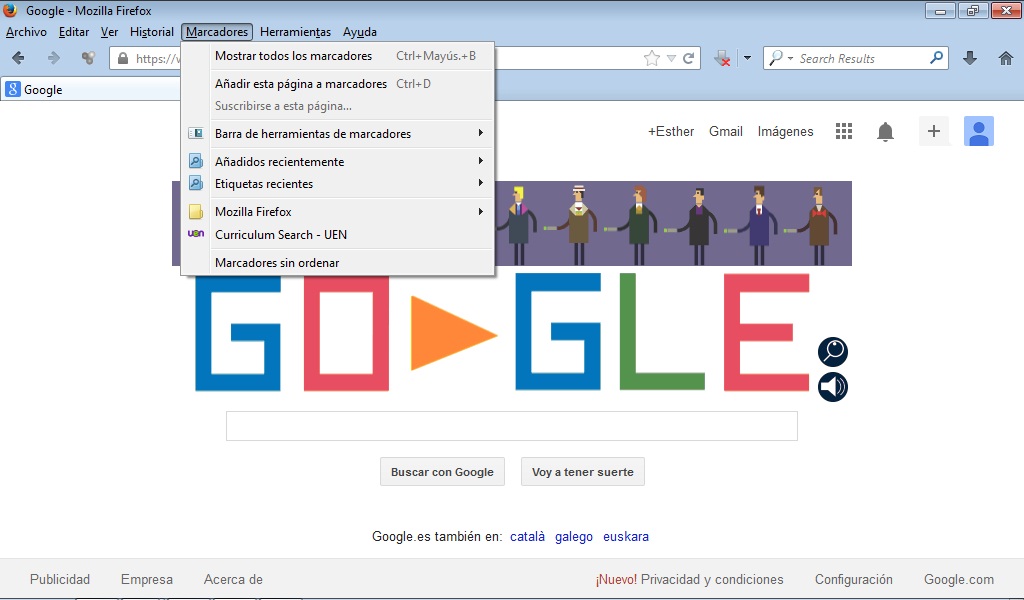 Google - Mozilla Firefox
Archivo Editar Ver Historial Marcadores Herramientas Ayuda
https://
Search Results
Google
Mostrar todos los marcadores Ctrl+Mayús.+B
Añadir esta página a marcadores Ctrl+D
Suscribirse a esta página...
Barra de herramientas de marcadores
Añadidos recientemente
Etiquetas recientes
Mozilla Firefox
uen Curriculum Search - UEN
Marcadores sin ordenar
+Esther Gmail Imágenes
GO GLE
Buscar con Google Voy a tener suerte
Google.es también en: català galego euskara
Publicidad Empresa Acerca de ¡Nuevo! Privacidad y condiciones Configuración Google.com